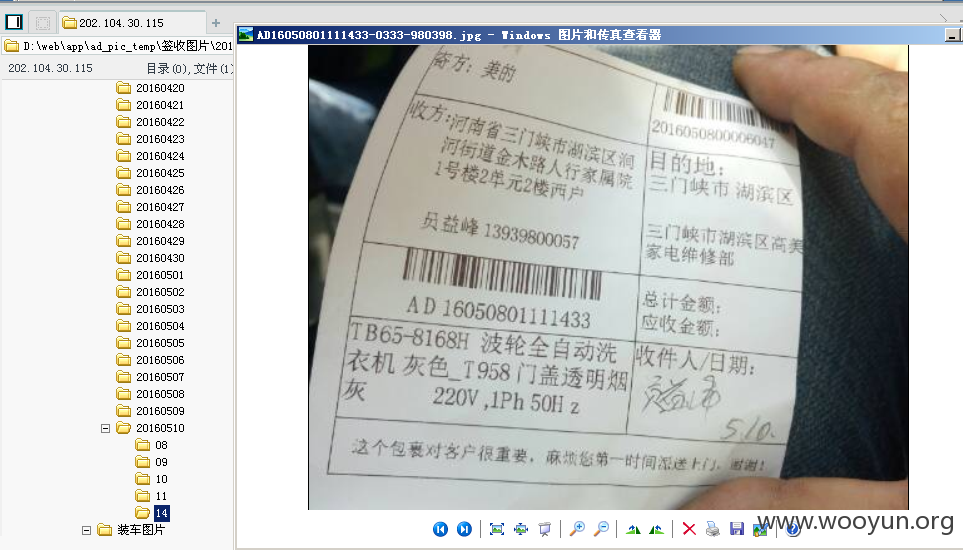 202.104.30.115
D:\web\app\ad_pic_temp\签收图片\201
202.104.30.115 目录(0),文件(1)
20160420
20160421
20160422
20160423
20160424
20160425
20160426
20160427
20160428
20160429
20160430
20160501
20160502
20160503
20160504
20160505
20160506
20160507
20160508
20160509
20160510
08
09
10
11
14
装车图片
AD16050801111433-0333-980398.jpg - Windows 图片和传真查看器
寄方: 美的
2016050800006047
收方:河南省三门峡市湖滨区涧
河街道金木路人行家属院
1号楼2单元2楼西户
员益峰 13939800057
目的地:
三门峡市 湖滨区
三门峡市湖滨区高美
家电维修部
AD16050801111433
总计金额:
应收金额:
TB65-8168H 波轮全自动洗
衣机 灰色_T958 门盖透明烟
灰 220V ,1Ph 50H z
收件人/日期:
5.10.
这个包裹对客户很重要, 麻烦您第一时间派送上门, 谢谢!
www.wooyun.org